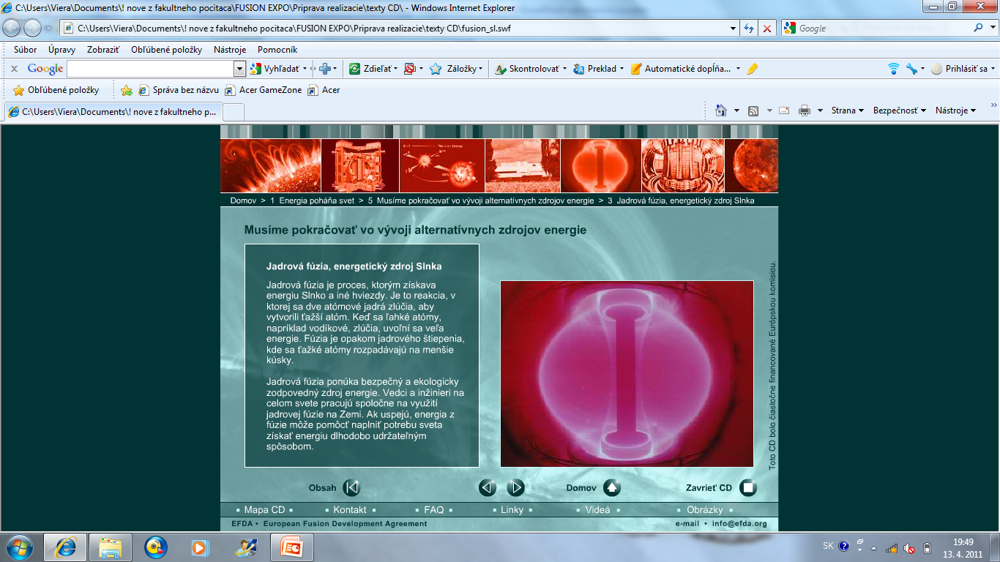 C:\Users\Viera\Documents\! nove z fakultneho pocitaca\FUSION EXPO\Priprava realizacie\texty CD\ - Windows Internet Explorer
C:\Users\Viera\Documents\! nove z fakultneho pocitaca\FUSION EXPO\Priprava realizacie\texty CD\fusion_sl.swf
Google
Súbor Úpravy Zobraziť Obľúbené položky Nástroje Pomocník
x Google Vyhľadať Zdieľať Záložky Skontrolovať Preklad Automatické dopĺňa... Prihlásiť sa
Obľúbené položky Správa bez názvu Acer GameZone Acer
C:\Users\Viera\Documents\! nove z fakultneho p... Strana Bezpečnosť Nástroje »
Domov > 1 Energia poháňa svet > 5 Musíme pokračovať vo vývoji alternatívnych zdrojov energie > 3 Jadrová fúzia, energetický zdroj Slnka
Musíme pokračovať vo vývoji alternatívnych zdrojov energie
Jadrová fúzia, energetický zdroj Slnka
Jadrová fúzia je proces, ktorým získava
energiu Slnko a iné hviezdy. Je to reakcia, v
ktorej sa dve atómové jadrá zlúčia, aby
vytvorili ťažší atóm. Keď sa ľahké atómy,
napríklad vodíkové, zlúčia, uvoľní sa veľa
energie. Fúzia je opakom jadrového štiepenia,
kde sa ťažké atómy rozpadávajú na menšie
kúsky.
Jadrová fúzia ponúka bezpečný a ekologicky
zodpovedný zdroj energie. Vedci a inžinieri na
celom svete pracujú spoločne na využití
jadrovej fúzie na Zemi. Ak uspejú, energia z
fúzie môže pomôcť naplniť potrebu sveta
získať energiu dlhodobo udržateľným
spôsobom.
Toto CD bolo čiastočne financované Európskou komisiou.
Obsah Domov Zavrieť CD
Mapa CD Kontakt FAQ Linky Videá Obrázky
EFDA • European Fusion Development Agreement e-mail • info@efda.org
SK 19:49
13. 4. 2011